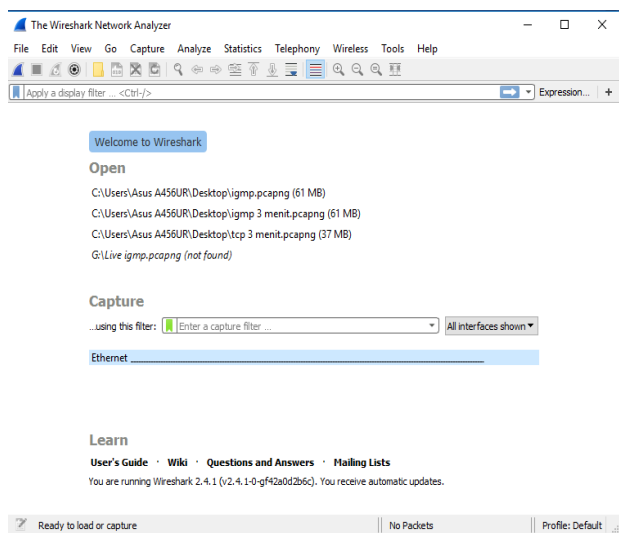 The Wireshark Network Analyzer
File Edit View Go Capture Analyze Statistics Telephony Wireless Tools Help
Apply a display filter ... <Ctrl-/> Expression... +
Welcome to Wireshark
Open
C:\Users\Asus A456UR\Desktop\igmp.pcapng (61 MB)
C:\Users\Asus A456UR\Desktop\igmp 3 menit.pcapng (61 MB)
C:\Users\Asus A456UR\Desktop\tcp 3 menit.pcapng (37 MB)
G:\Live igmp.pcapng (not found)
Capture
...using this filter: Enter a capture filter ... All interfaces shown
Ethernet
Learn
User's Guide · Wiki · Questions and Answers · Mailing Lists
You are running Wireshark 2.4.1 (v2.4.1-0-gf42a0d2b6c). You receive automatic updates.
Ready to load or capture No Packets Profile: Default